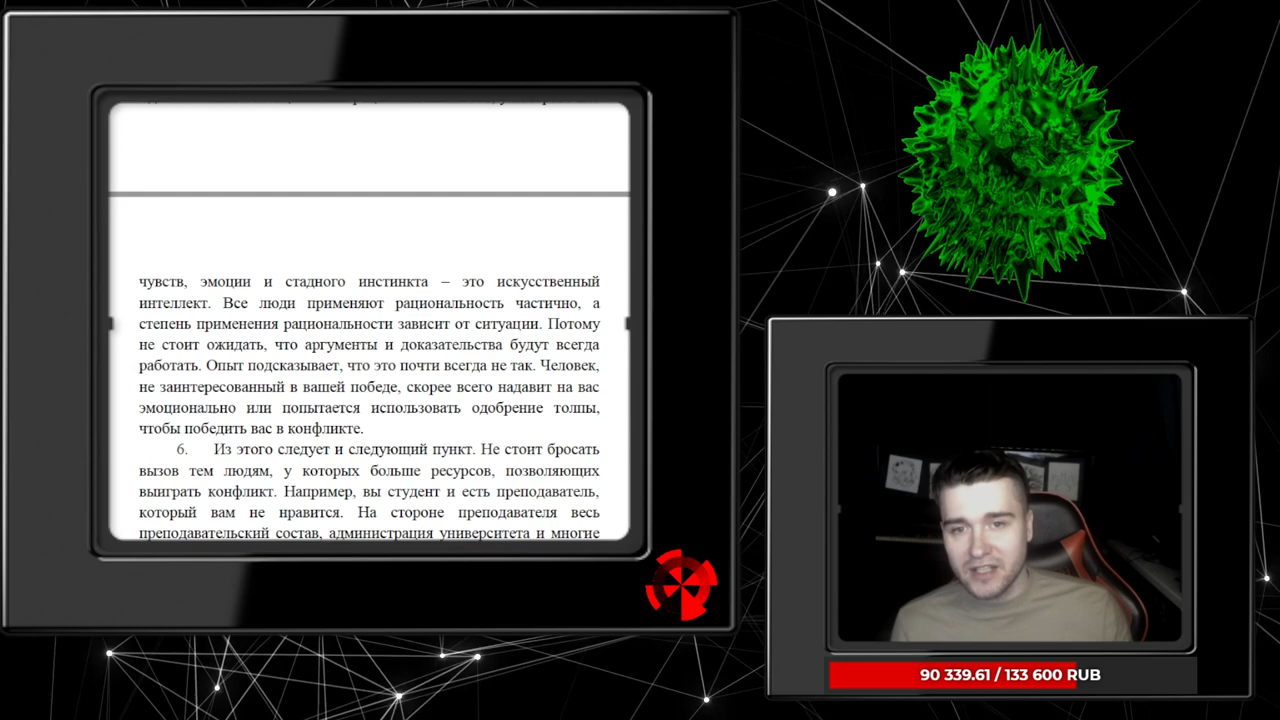 чувств, эмоции и стадного инстинкта – это искусственный
интеллект. Все люди применяют рациональность частично, а
степень применения рациональности зависит от ситуации. Потому
не стоит ожидать, что аргументы и доказательства будут всегда
работать. Опыт подсказывает, что это почти всегда не так. Человек,
не заинтересованный в вашей победе, скорее всего надавит на вас
эмоционально или попытается использовать одобрение толпы,
чтобы победить вас в конфликте.
6. Из этого следует и следующий пункт. Не стоит бросать
вызов тем людям, у которых больше ресурсов, позволяющих
выиграть конфликт. Например, вы студент и есть преподаватель,
который вам не нравится. На стороне преподавателя весь
преподавательский состав, администрация университета и многие
90 339.61 / 133 600 RUB